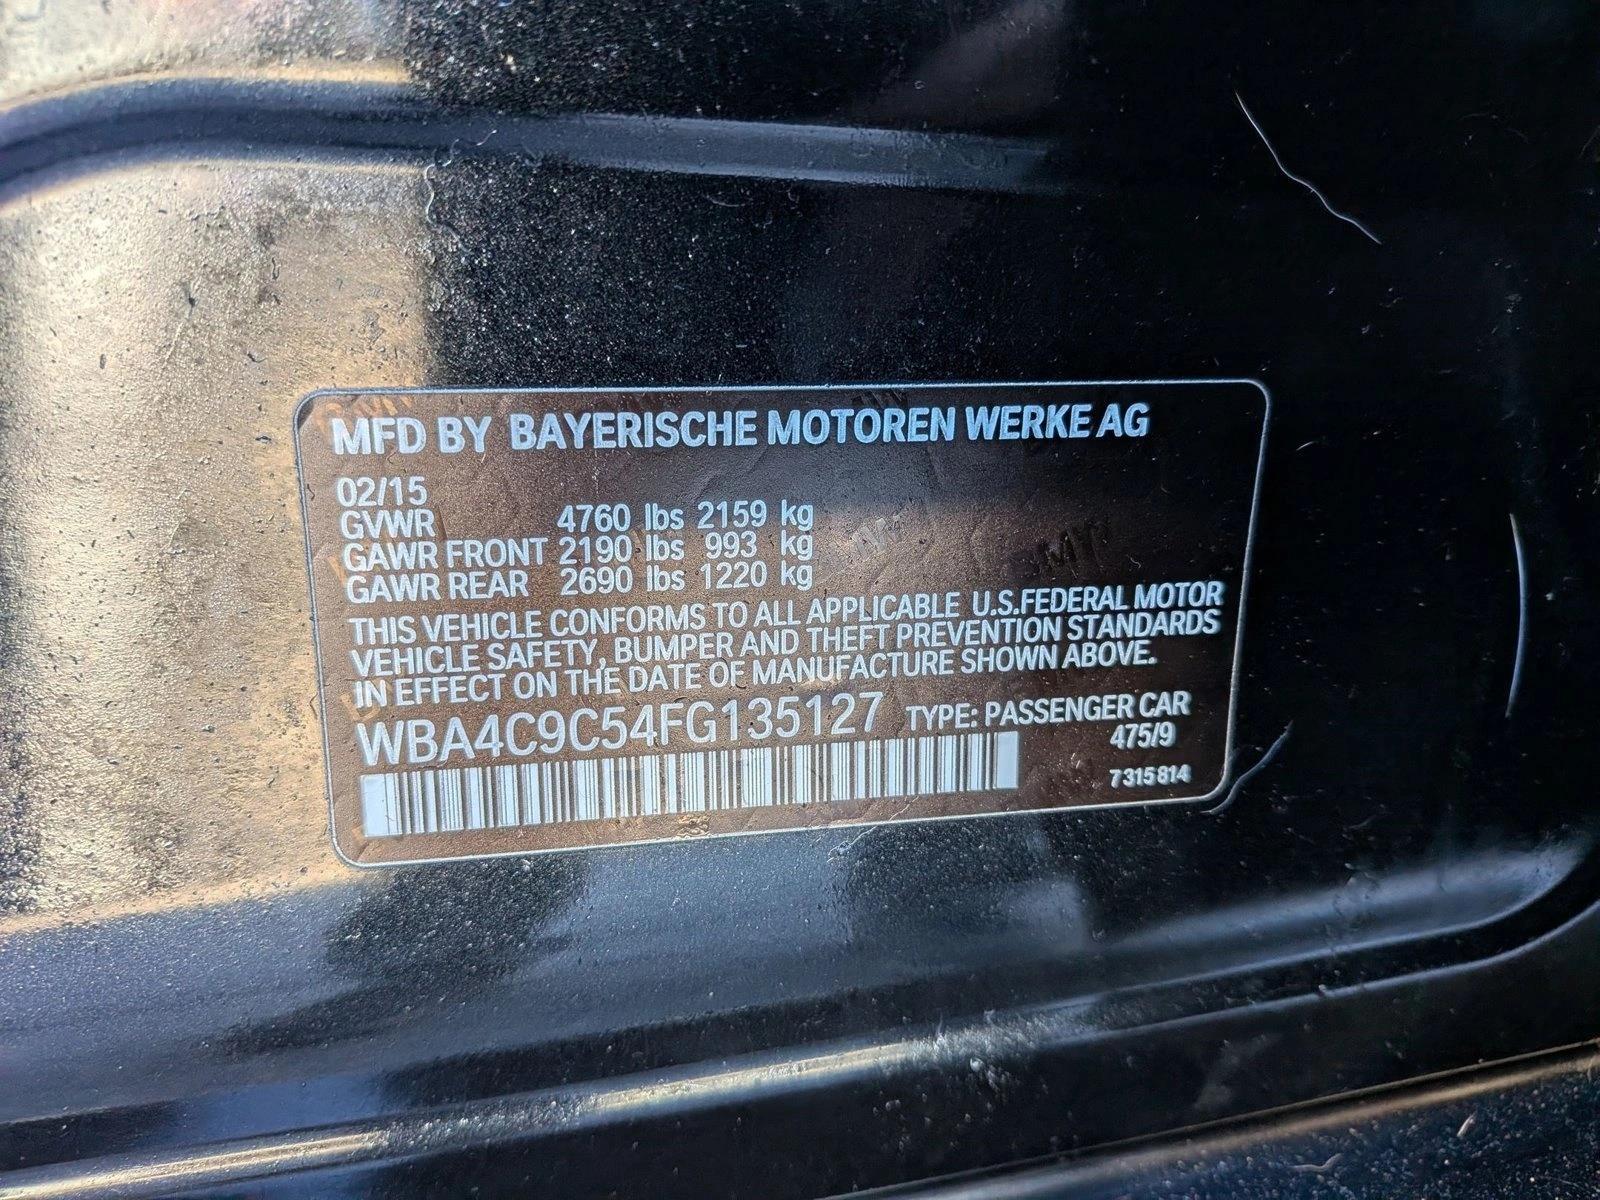 MFD BY BAYERISCHE MOTOREN WERKE AG
02/15
GVWR 4760 lbs 2159 kg
GAWR FRONT 2190 lbs 993 kg
GAWR REAR 2690 lbs 1220 kg
THIS VEHICLE CONFORMS TO ALL APPLICABLE U.S.FEDERAL MOTOR
VEHICLE SAFETY, BUMPER AND THEFT PREVENTION STANDARDS
IN EFFECT ON THE DATE OF MANUFACTURE SHOWN ABOVE.
WBA4C9C54FG135127 TYPE: PASSENGER CAR
475/9
7315814